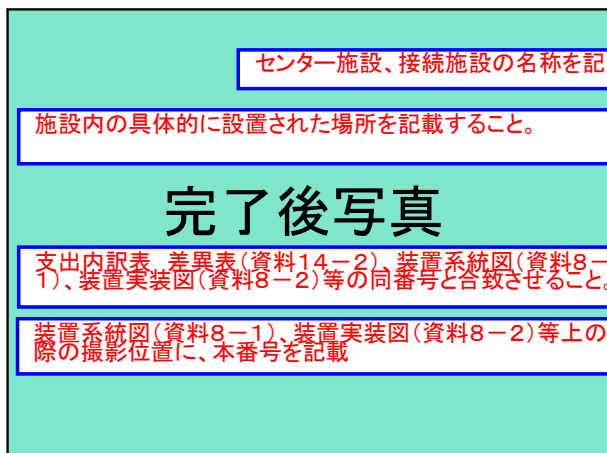 センター施設、接続施設の名称を記
施設内の具体的に設置された場所を記載すること。
完了後写真
支出内訳表、差異表(資料14－2)、装置系統図(資料8－
1)、装置実装図(資料8－2)等の同番号と合致させること。
装置系統図(資料8－1)、装置実装図(資料8－2)等上の
際の撮影位置に、本番号を記載